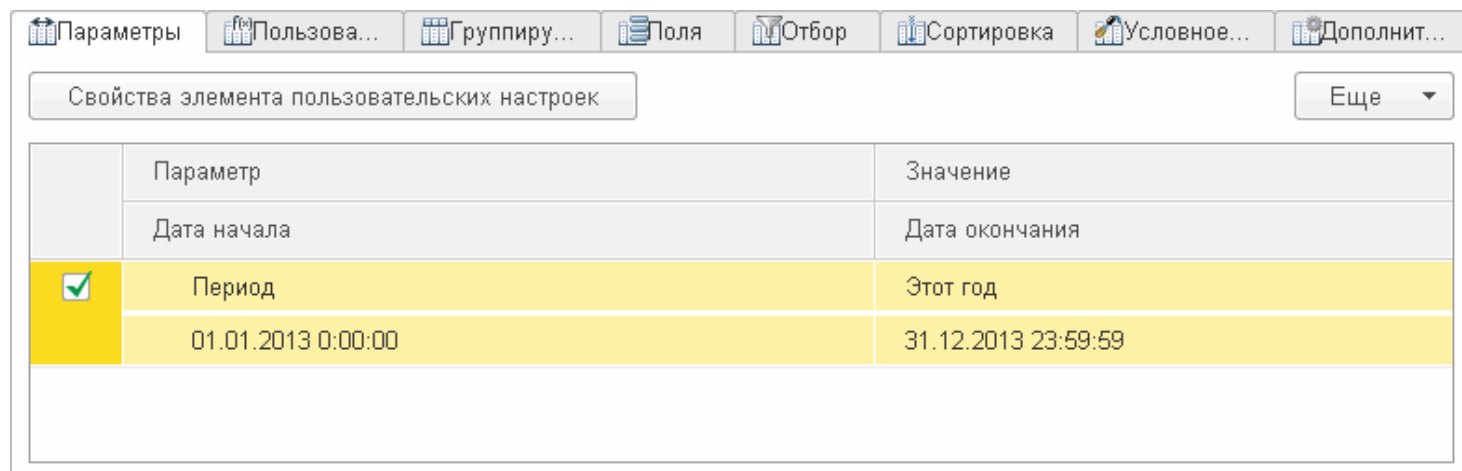 Параметры Пользова... Группиру... Поля Отбор Сортировка Условное... Дополнит...
Свойства элемента пользовательских настроек Еще
Параметр Значение
Дата начала Дата окончания
Период Этот год
01.01.2013 0:00:00 31.12.2013 23:59:59